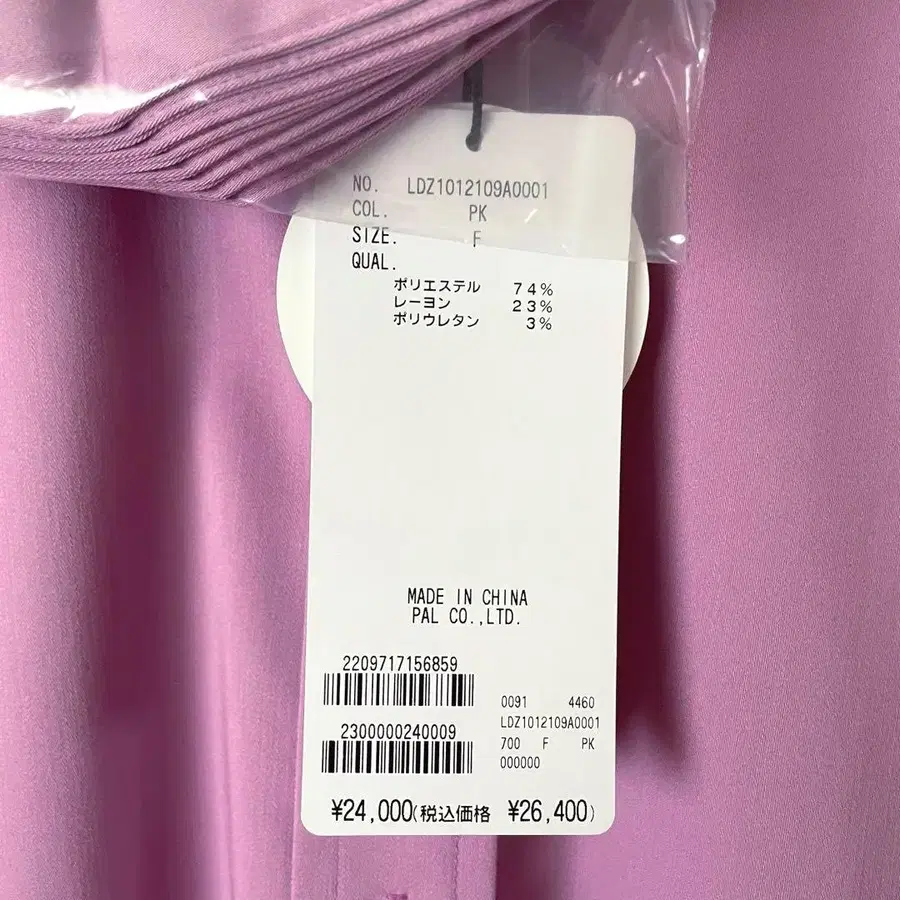 NO. LDZ1012109A0001
COL. PK
SIZE. F
QUAL.
ポリエステル 74%
レーヨン 23%
ポリウレタン 3%
MADE IN CHINA
PAL CO.,LTD.
2209717156859
2300000240009
0091 4460
LDZ1012109A0001
700 F PK
000000
¥24,000(税込価格 ¥26,400)